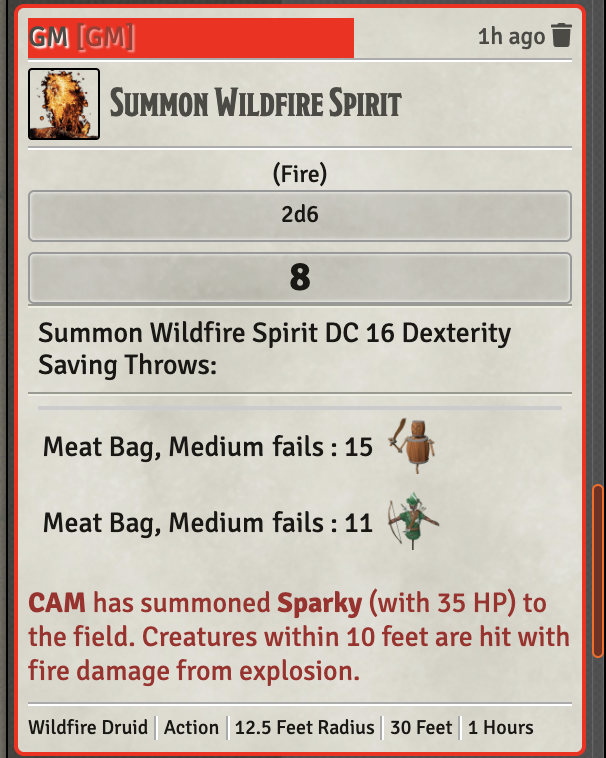 GM [GM] 1h ago
Summon Wildfire Spirit
(Fire)
2d6
8
Summon Wildfire Spirit DC 16 Dexterity
Saving Throws:
Meat Bag, Medium fails : 15
Meat Bag, Medium fails : 11
CAM has summoned Sparky (with 35 HP) to
the field. Creatures within 10 feet are hit with
fire damage from explosion.
Wildfire Druid | Action | 12.5 Feet Radius | 30 Feet | 1 Hours